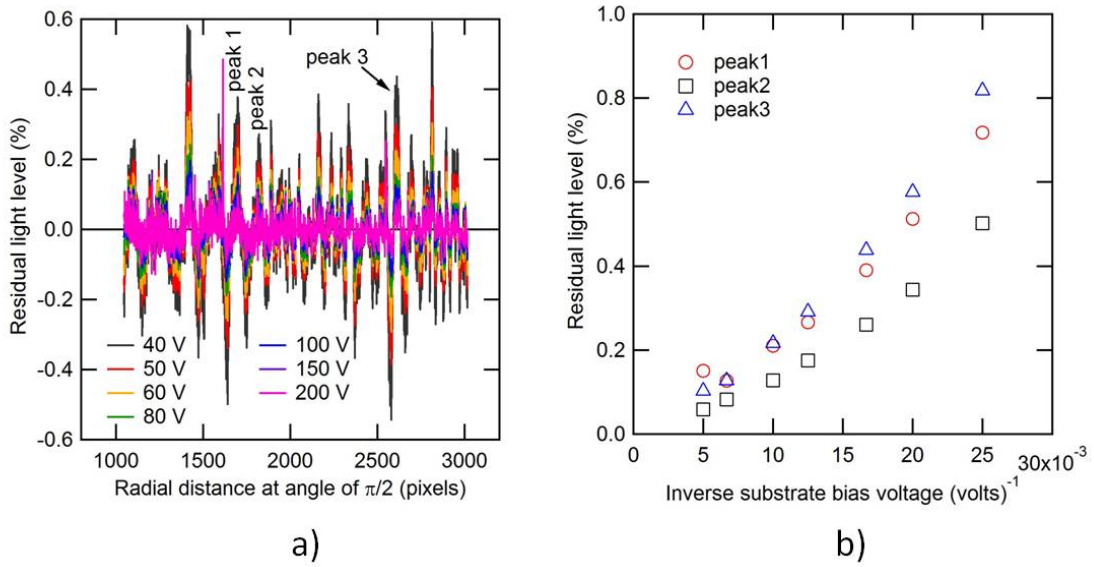 0.6
0.4
0.2
0.0
-0.2
-0.4
-0.6
Residual light level (%)
peak 1
peak 2
peak 3
40 V
50 V
60 V
80 V
100 V
150 V
200 V
1000 1500 2000 2500 3000
Radial distance at angle of π/2 (pixels)
a)
1.0
0.8
0.6
0.4
0.2
0.0
Residual light level (%)
peak1
peak2
peak3
0 5 10 15 20 25 30x10-3
Inverse substrate bias voltage (volts)-1
b)